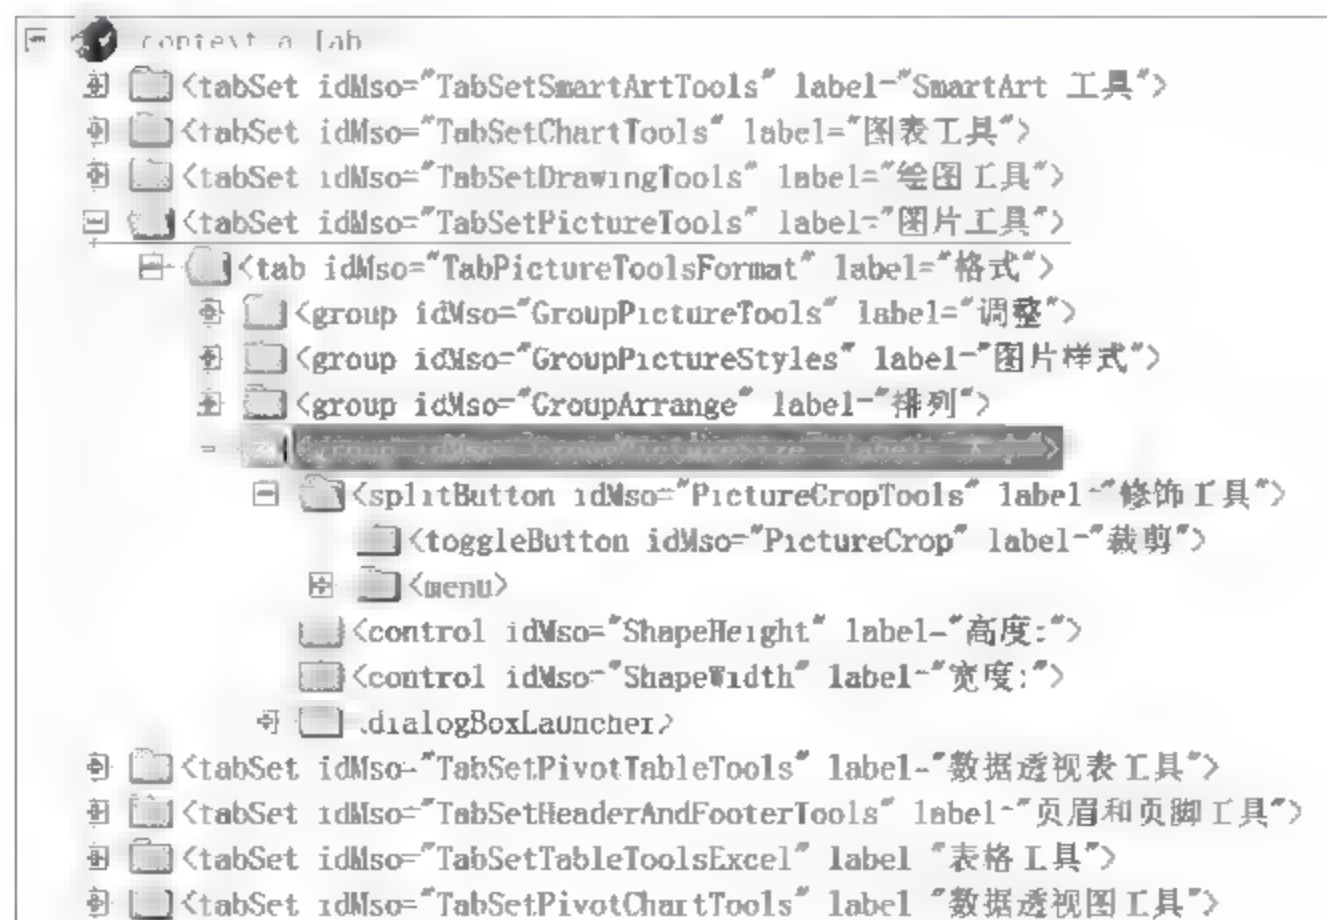 <tabSet idMso="TabSetSmartArtTools" label="SmartArt 工具">
<tabSet idMso="TabSetChartTools" label="图表工具">
<tabSet idMso="TabSetDrawingTools" label="绘图工具">
<tabSet idMso="TabSetPictureTools" label="图片工具">
<tab idMso="TabPictureToolsFormat" label="格式">
<group idMso="GroupPictureTools" label="调整">
<group idMso="GroupPictureStyles" label="图片样式">
<group idMso="GroupArrange" label="排列">
<group idMso="GroupPictureSize" label=">
<splitButton idMso="PictureCropTools" label="修饰工具">
<toggleButton idMso="PictureCrop" label="裁剪">
<menu>
<control idMso="ShapeHeight" label="高度:">
<control idMso="ShapeWidth" label="宽度:">
dialogBoxLauncher>
<tabSet idMso="TabSetPivotTableTools" label="数据透视表工具">
<tabSet idMso="TabSetHeaderAndFooterTools" label="页眉和页脚工具">
<tabSet idMso="TabSetTableToolsExcel" label "表格工具">
<tabSet idMso="TabSetPivotChartTools" label "数据透视图工具">